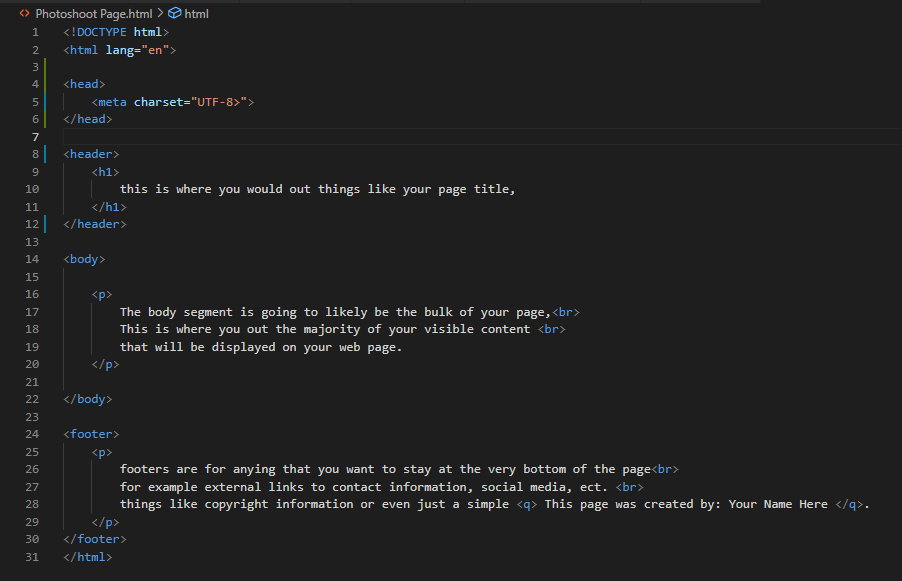 Photoshoot Page.html > html
1 <!DOCTYPE html>
2 <html lang="en">
3
4 <head>
5 <meta charset="UTF-8>">
6 </head>
7
8 <header>
9 <h1>
10 this is where you would out things like your page title,
11 </h1>
12 </header>
13
14 <body>
15
16 <p>
17 The body segment is going to likely be the bulk of your page,<br>
18 This is where you out the majority of your visible content <br>
19 that will be displayed on your web page.
20 </p>
21
22 </body>
23
24 <footer>
25 <p>
26 footers are for anying that you want to stay at the very bottom of the page<br>
27 for example external links to contact information, social media, ect. <br>
28 things like copyright information or even just a simple <q> This page was created by: Your Name Here </q>.
29 </p>
30 </footer>
31 </html>